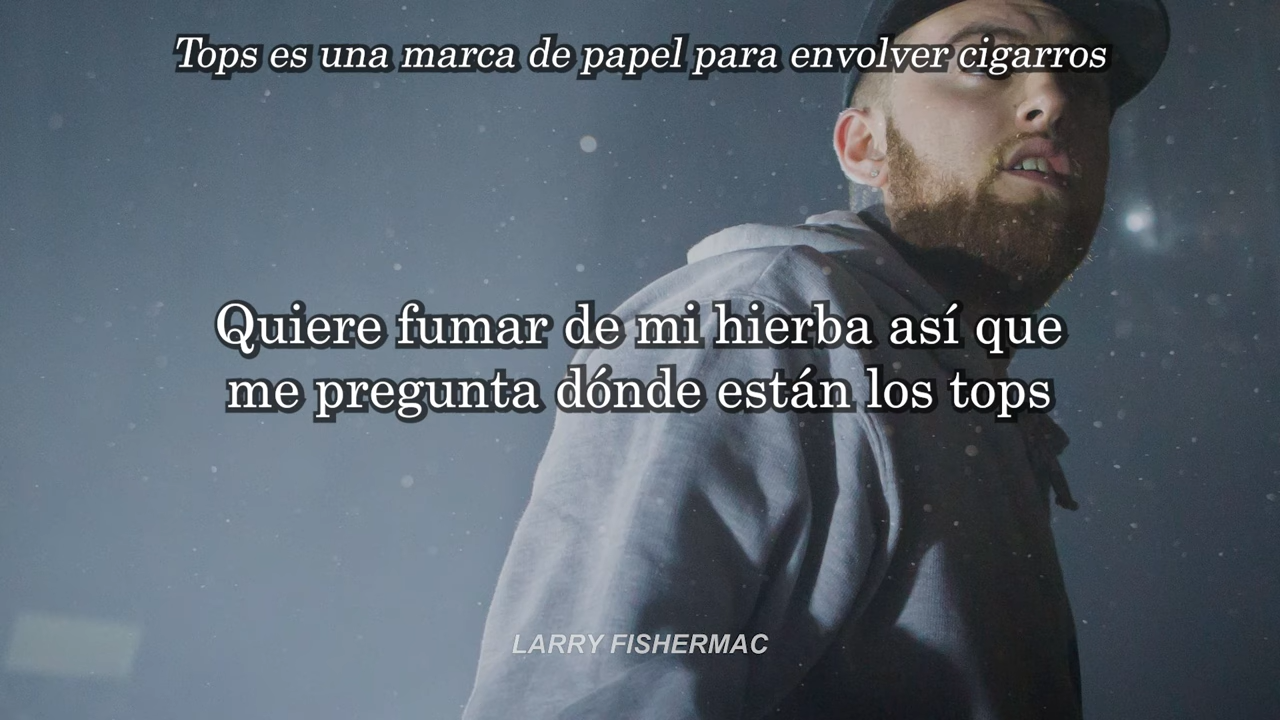 Tops es una marca de papel para envolver cigarros
Quiere fumar de mi hierba así que
me pregunta dónde están los tops
LARRY FISHERMAC